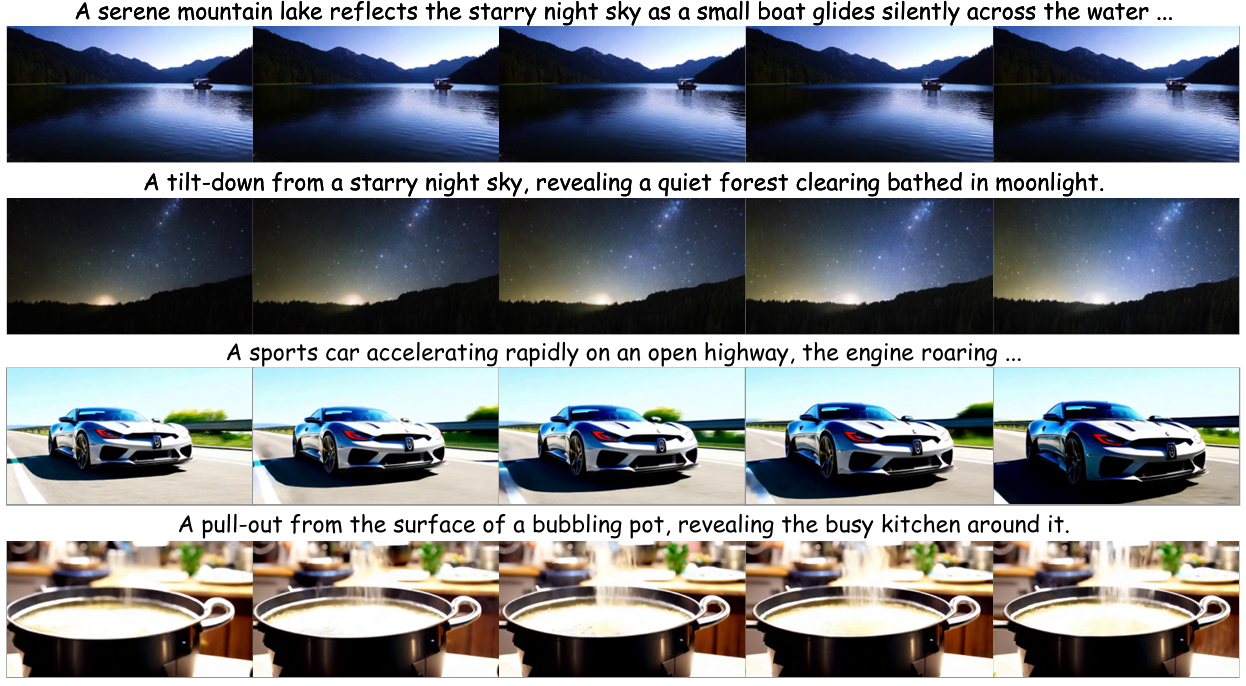 A serene mountain lake reflects the starry night sky as a small boat glides silently across the water ...
A tilt-down from a starry night sky, revealing a quiet forest clearing bathed in moonlight.
A sports car accelerating rapidly on an open highway, the engine roaring ...
A pull-out from the surface of a bubbling pot, revealing the busy kitchen around it.